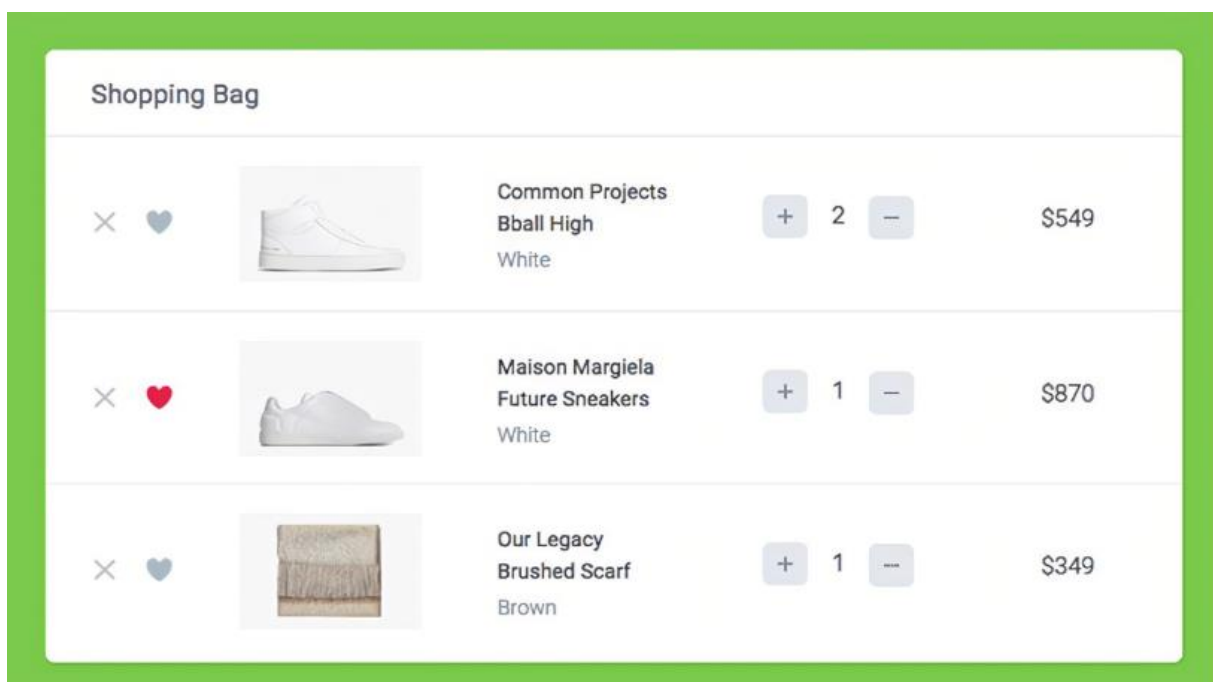 Shopping Bag
Common Projects
Bball High
White
+ 2 −
$549
Maison Margiela
Future Sneakers
White
+ 1 −
$870
Our Legacy
Brushed Scarf
Brown
+ 1 −
$349